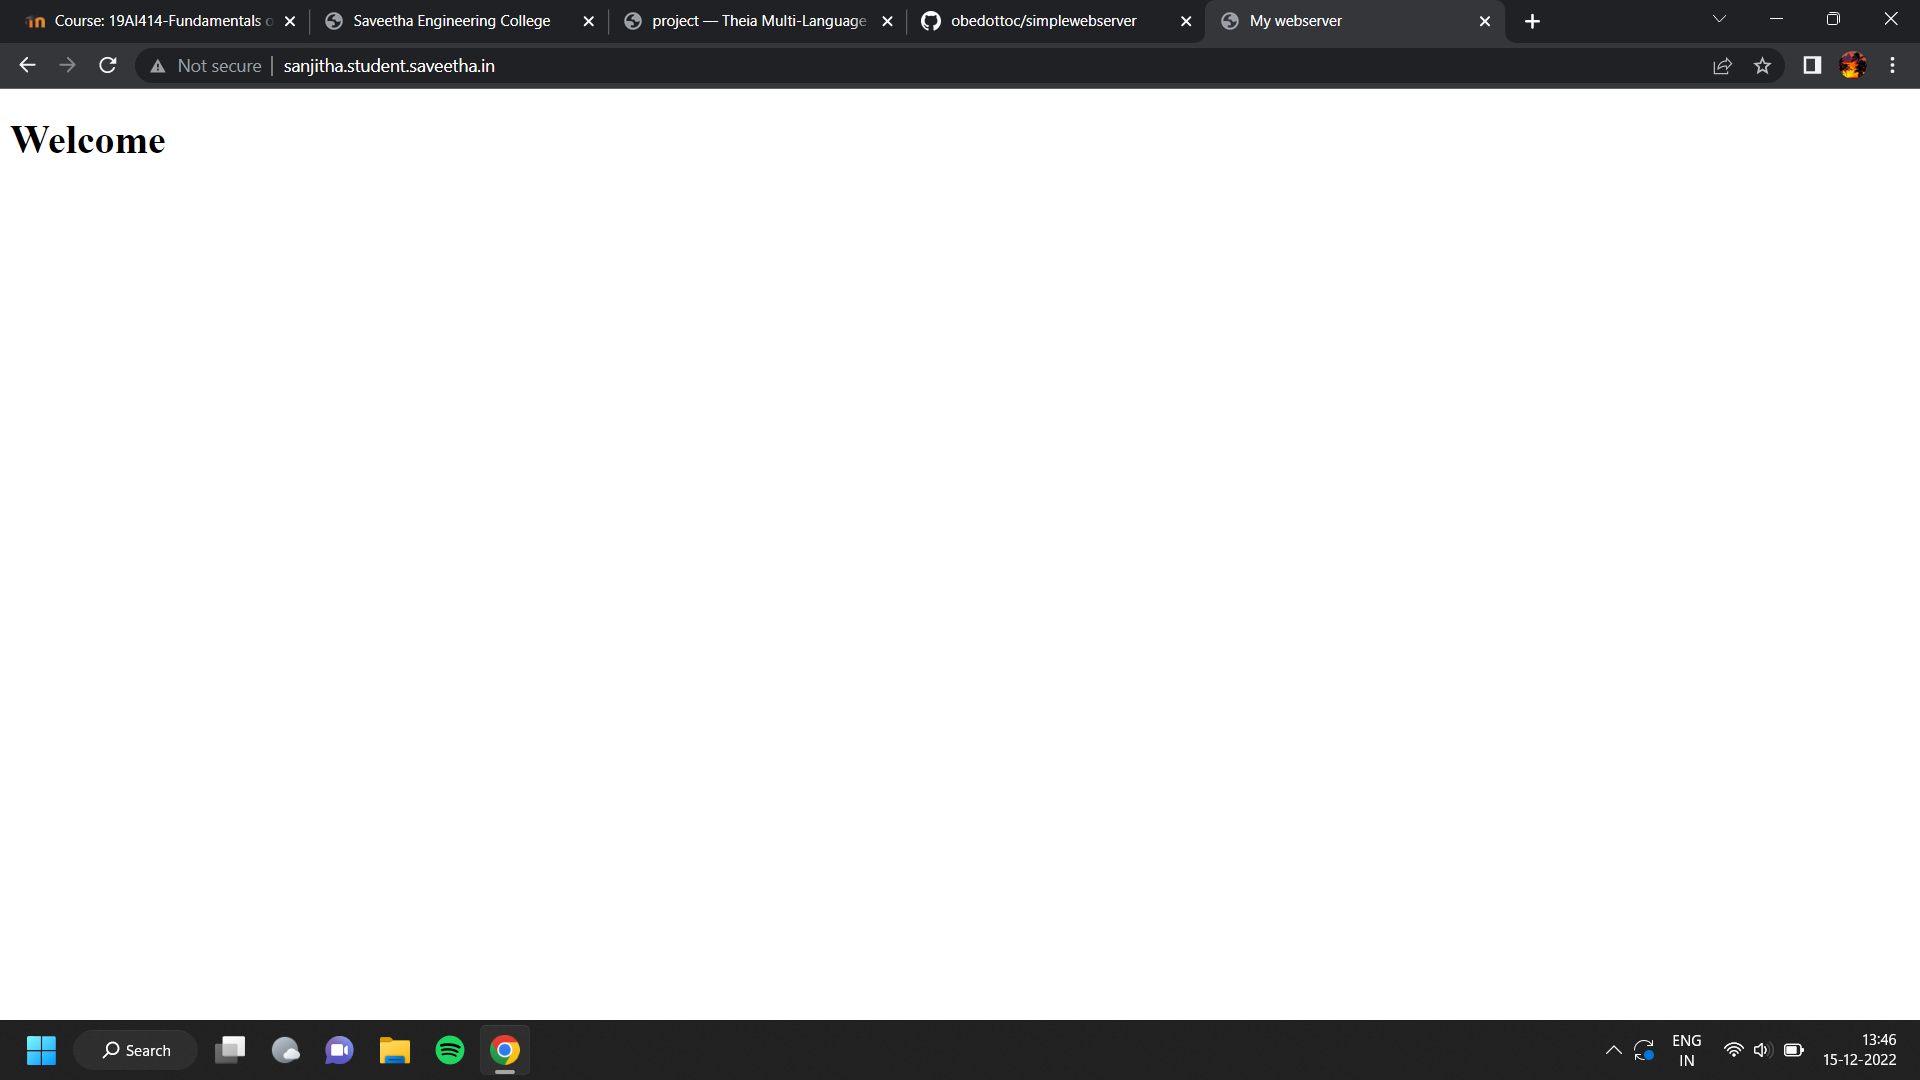 Course: 19AI414-Fundamentals o
Saveetha Engineering College
project — Theia Multi-Language
obedottoc/simplewebserver
My webserver
Not secure
sanjitha.student.saveetha.in
Welcome
Search
ENG
IN
13:46
15-12-2022